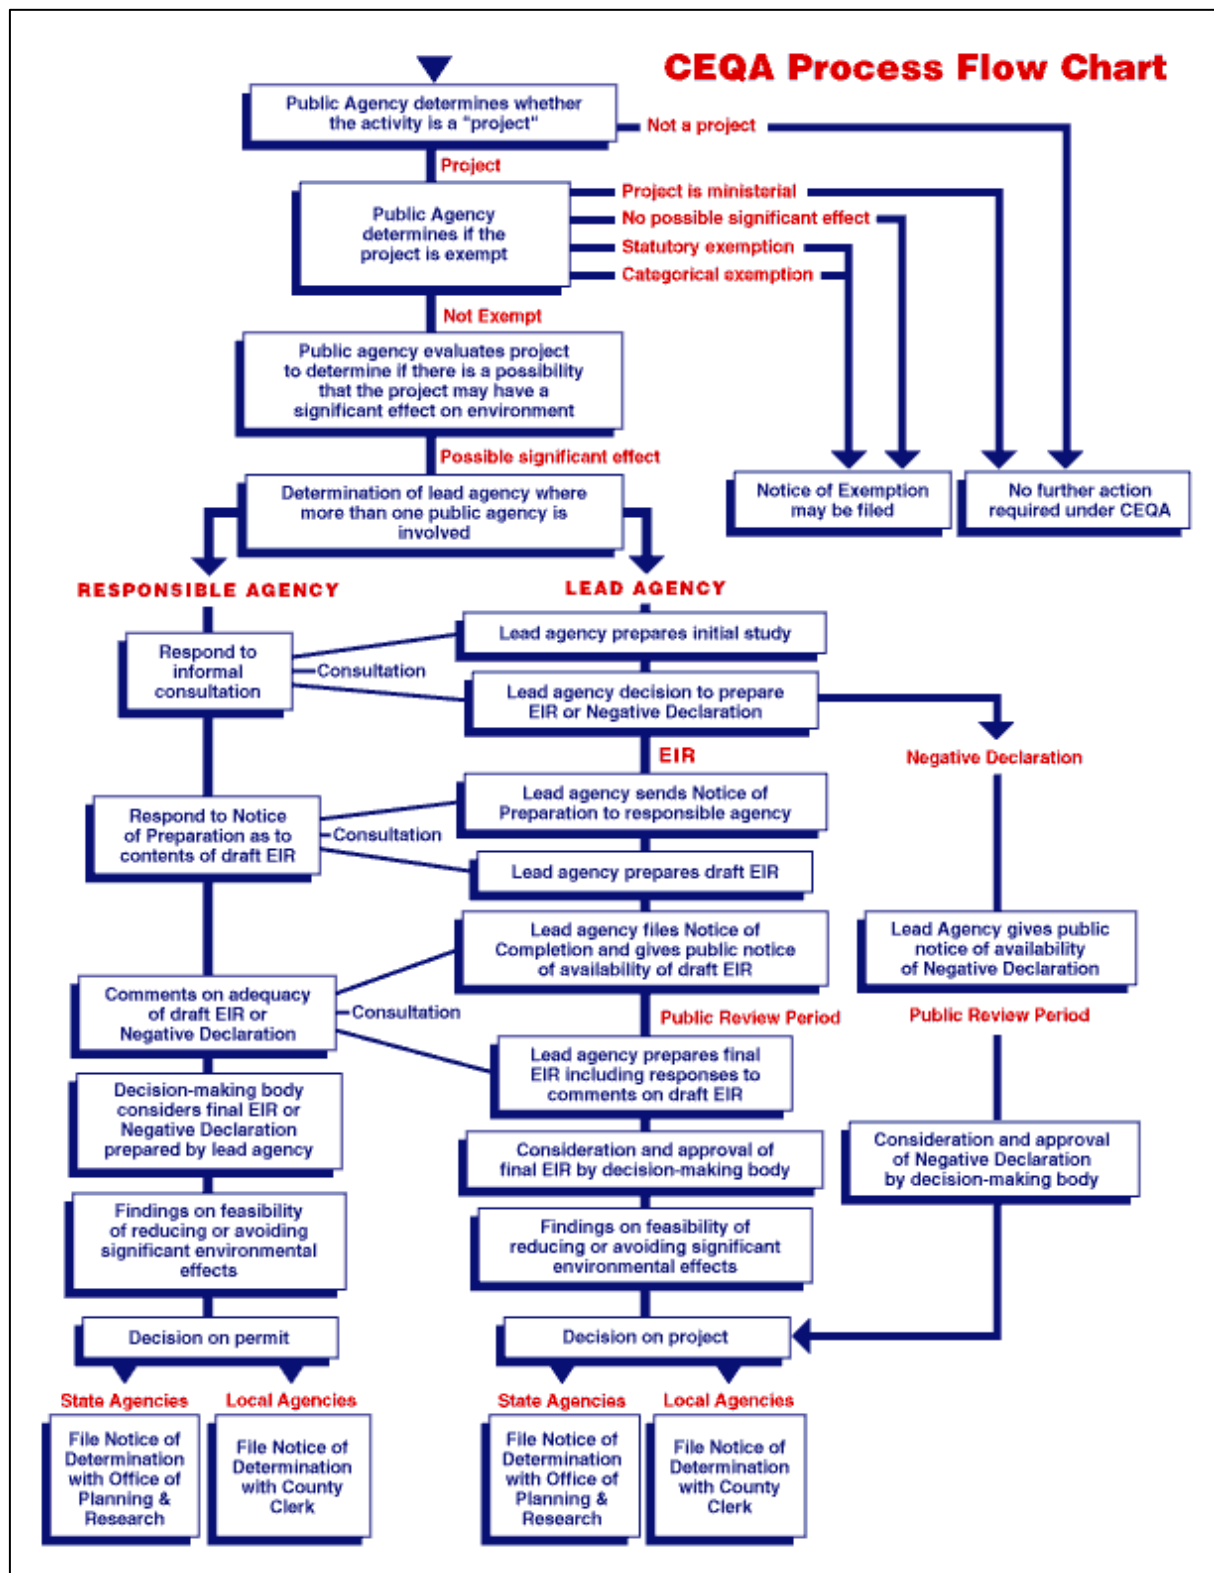 CEQA Process Flow Chart
Public Agency determines whether
the activity is a "project"
Not a project
Project
Public Agency
determines if the
project is exempt
Project is ministerial
No possible significant effect
Statutory exemption
Categorical exemption
Not Exempt
Public agency evaluates project
to determine if there is a possibility
that the project may have a
significant effect on environment
Possible significant effect
Notice of Exemption
may be filed
No further action
required under CEQA
Determination of lead agency where
more than one public agency is
involved
RESPONSIBLE AGENCY
LEAD AGENCY
Respond to
informal
consultation
Consultation
Lead agency prepares initial study
Lead agency decision to prepare
EIR or Negative Declaration
EIR
Negative Declaration
Respond to Notice
of Preparation as to
contents of draft EIR
Consultation
Lead agency sends Notice of
Preparation to responsible agency
Lead agency prepares draft EIR
Lead agency files Notice of
Completion and gives public notice
of availability of draft EIR
Lead Agency gives public
notice of availability
of Negative Declaration
Comments on adequacy
of draft EIR or
Negative Declaration
Consultation
Public Review Period
Public Review Period
Lead agency prepares final
EIR including responses to
comments on draft EIR
Decision-making body
considers final EIR or
Negative Declaration
prepared by lead agency
Consideration and approval of
final EIR by decision-making body
Consideration and approval
of Negative Declaration
by decision-making body
Findings on feasibility
of reducing or avoiding
significant environmental
effects
Findings on feasibility of
reducing or avoiding significant
environmental effects
Decision on permit
Decision on project
State Agencies
Local Agencies
State Agencies
Local Agencies
File Notice of
Determination
with Office of
Planning &
Research
File Notice of
Determination
with County
Clerk
File Notice of
Determination
with Office of
Planning &
Research
File Notice of
Determination
with County
Clerk